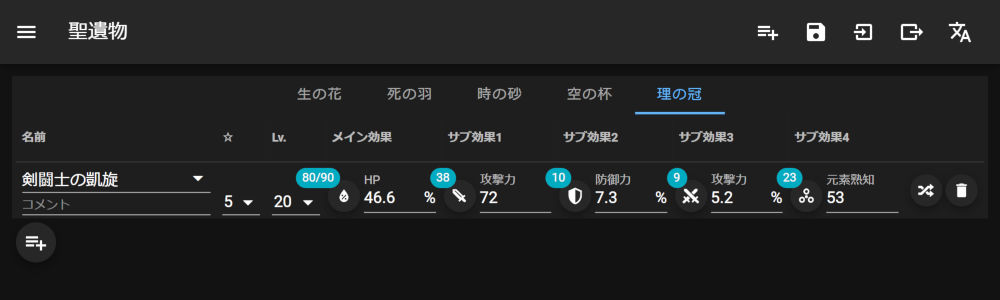 聖遺物
生の花 死の羽 時の砂 空の杯 理の冠
名前 ☆ Lv. メイン効果 サブ効果1 サブ効果2 サブ効果3 サブ効果4
80/90 38 10 9 23
剣闘士の凱旋 HP 攻撃力 防御力 攻撃力 元素熟知
コメント 5 20 46.6 % 72 7.3 % 5.2 % 53